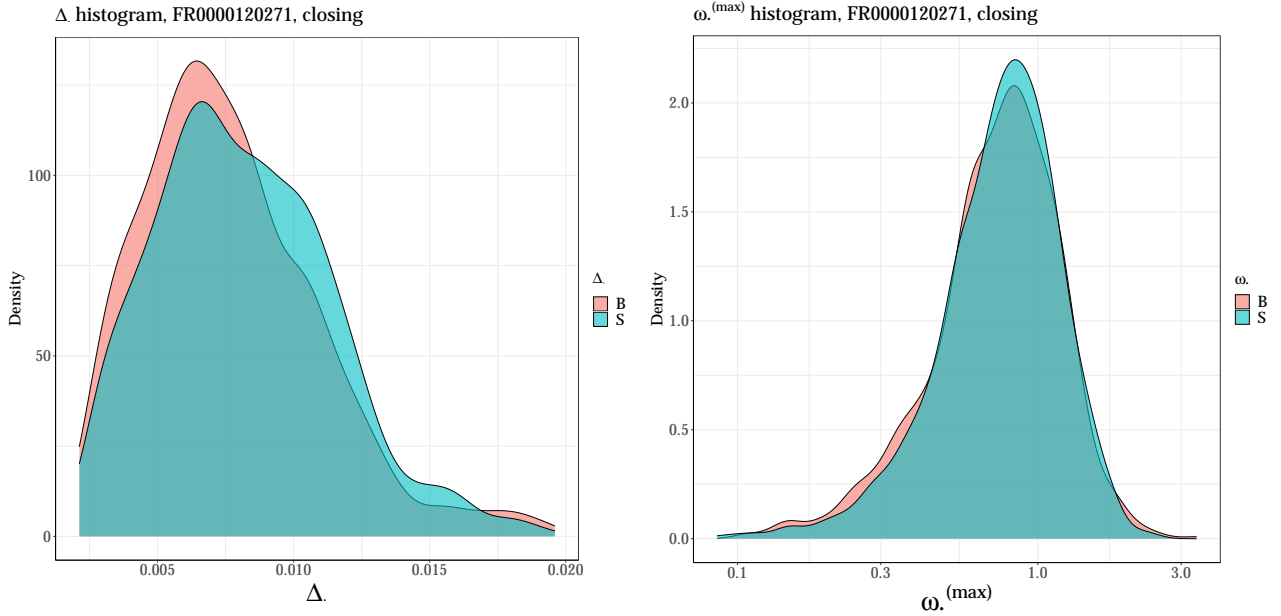 Δ. histogram, FR0000120271, closing
100
50
0
Density
0.005
0.010
0.015
0.020
Δ.
Δ.
B
S
ω.(max) histogram, FR0000120271, closing
2.0
1.5
1.0
0.5
0.0
Density
0.1
0.3
1.0
3.0
ω.(max)
ω.
B
S